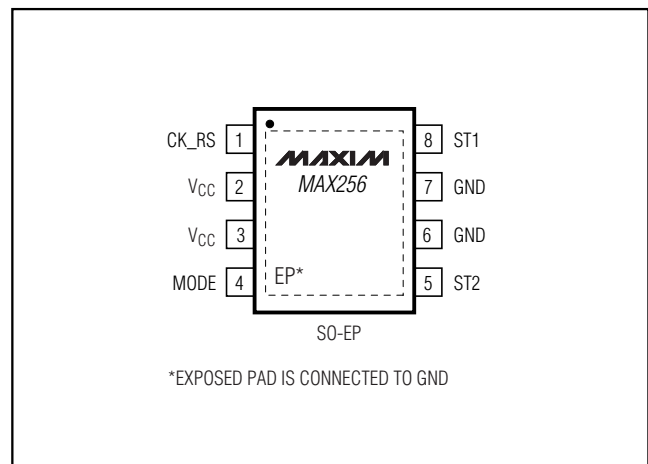 CK_RS 1 8 ST1
MAXIM
MAX256
VCC 2 7 GND
VCC 3 6 GND
MODE 4 EP* 5 ST2
SO-EP
*EXPOSED PAD IS CONNECTED TO GND